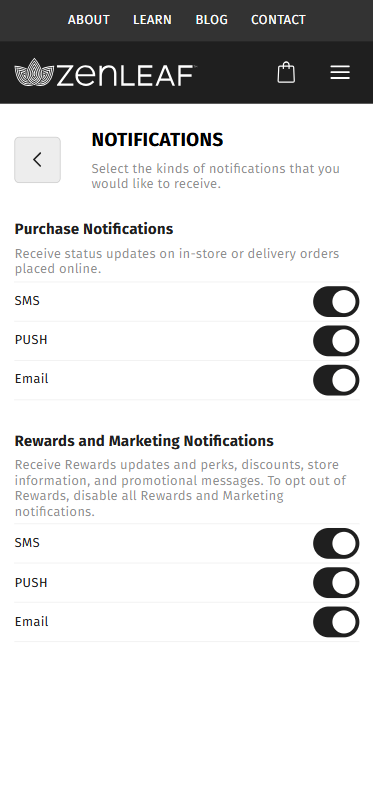 ABOUT LEARN BLOG CONTACT
zenLEAF
NOTIFICATIONS
Select the kinds of notifications that you
would like to receive.
Purchase Notifications
Receive status updates on in-store or delivery orders
placed online.
SMS
PUSH
Email
Rewards and Marketing Notifications
Receive Rewards updates and perks, discounts, store
information, and promotional messages. To opt out of
Rewards, disable all Rewards and Marketing
notifications.
SMS
PUSH
Email